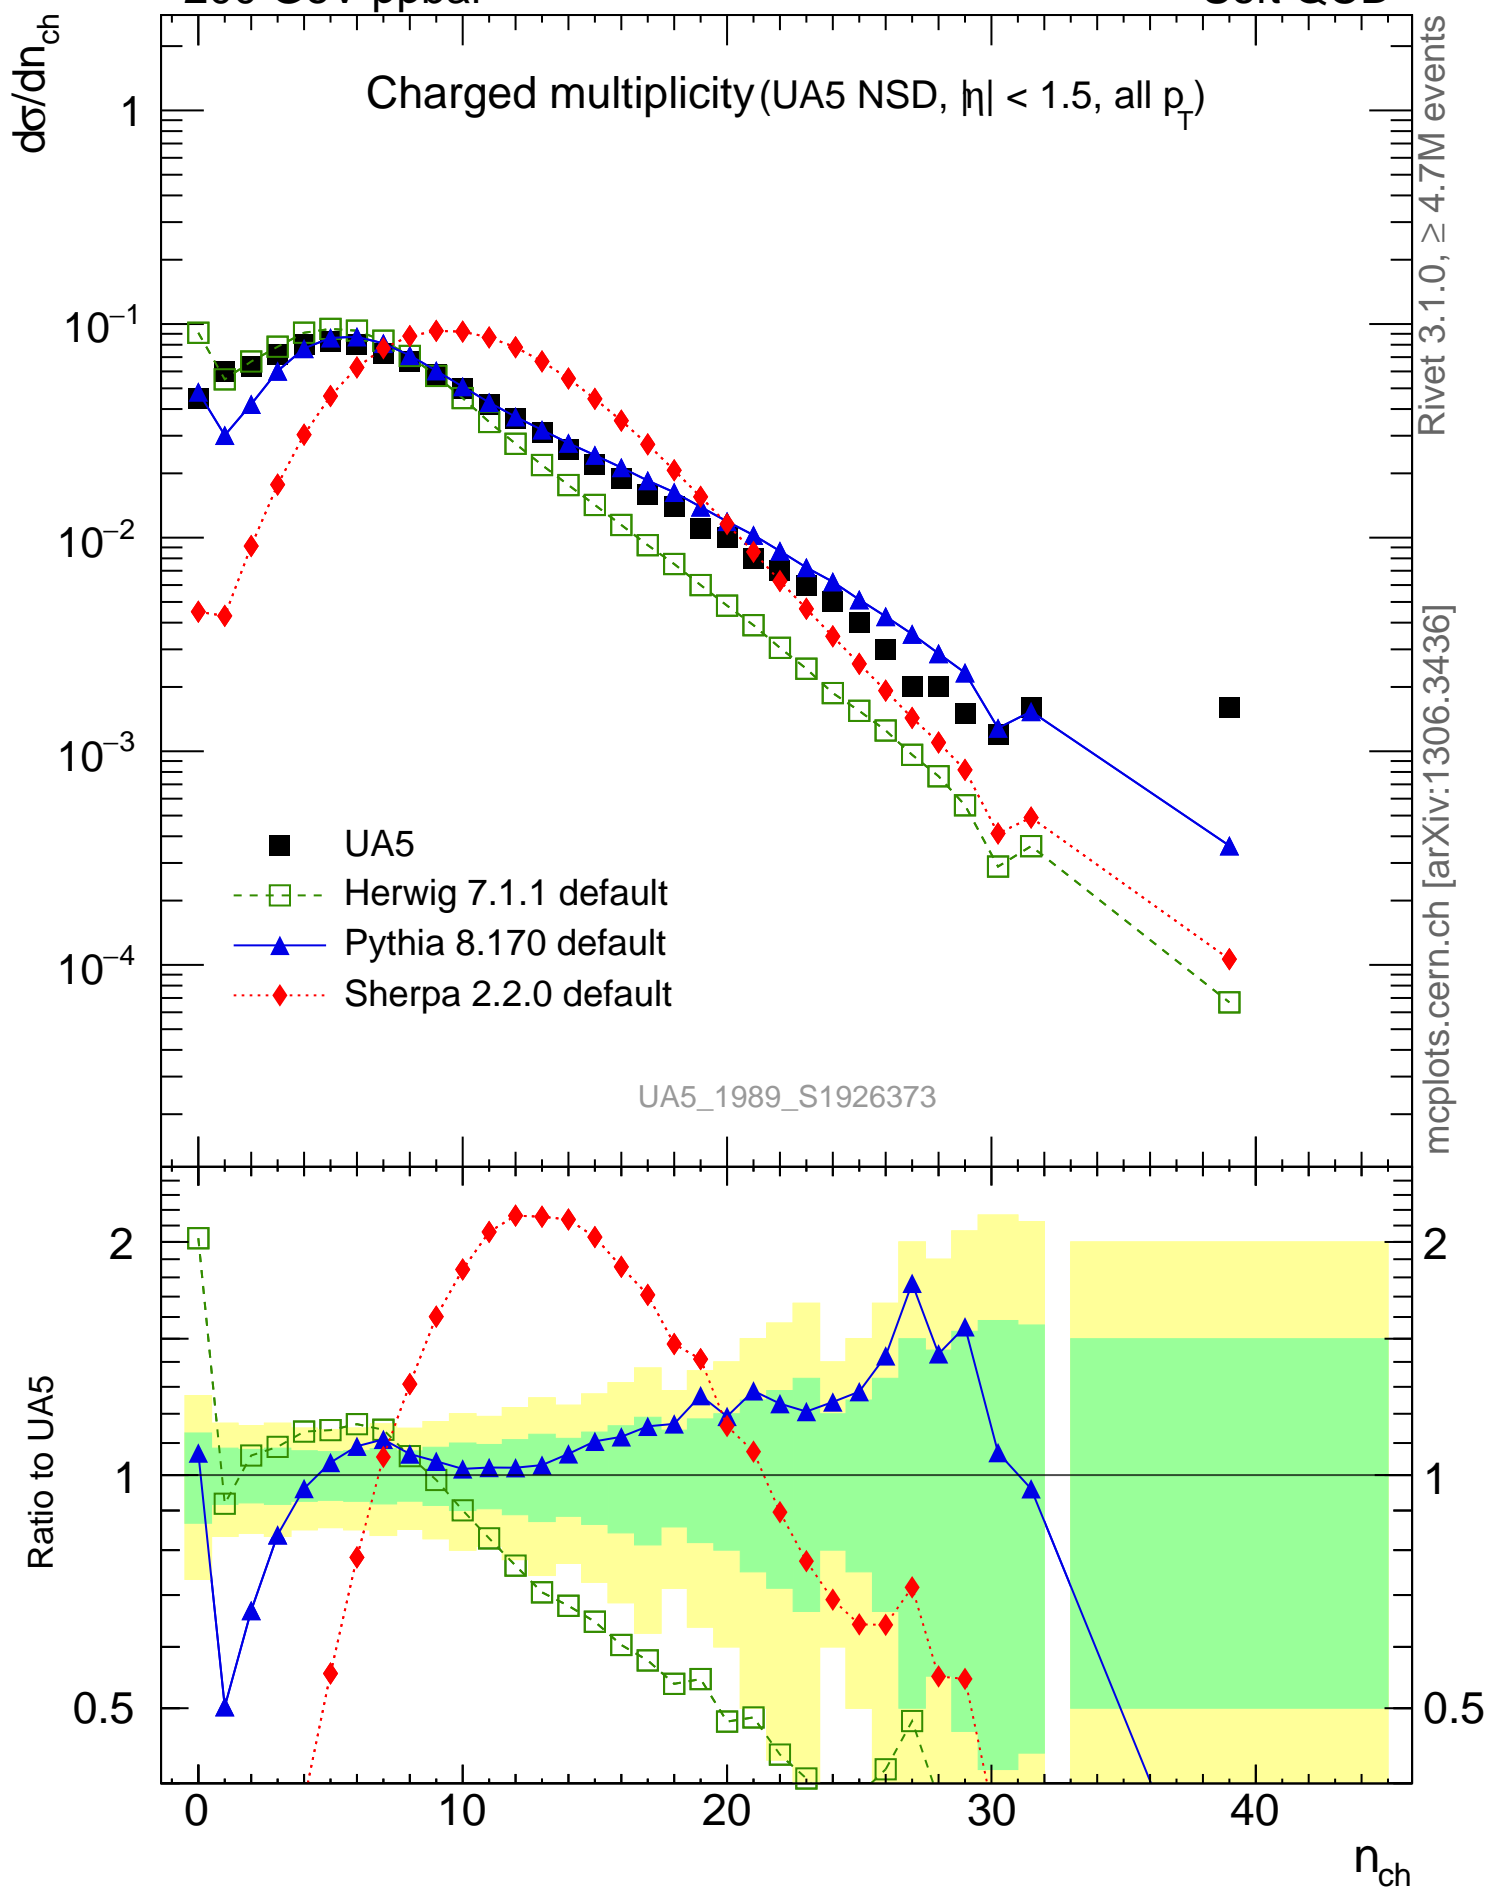 dσ/dn_ch
Charged multiplicity (UA5 NSD, |η| < 1.5, all p_T)
1
10^−1
10^−2
10^−3
10^−4
UA5
Herwig 7.1.1 default
Pythia 8.170 default
Sherpa 2.2.0 default
UA5_1989_S1926373
Rivet 3.1.0, ≥ 4.7M events
mcplots.cern.ch [arXiv:1306.3436]
Ratio to UA5
2
1
0.5
2
1
0.5
0 10 20 30 40
n_ch